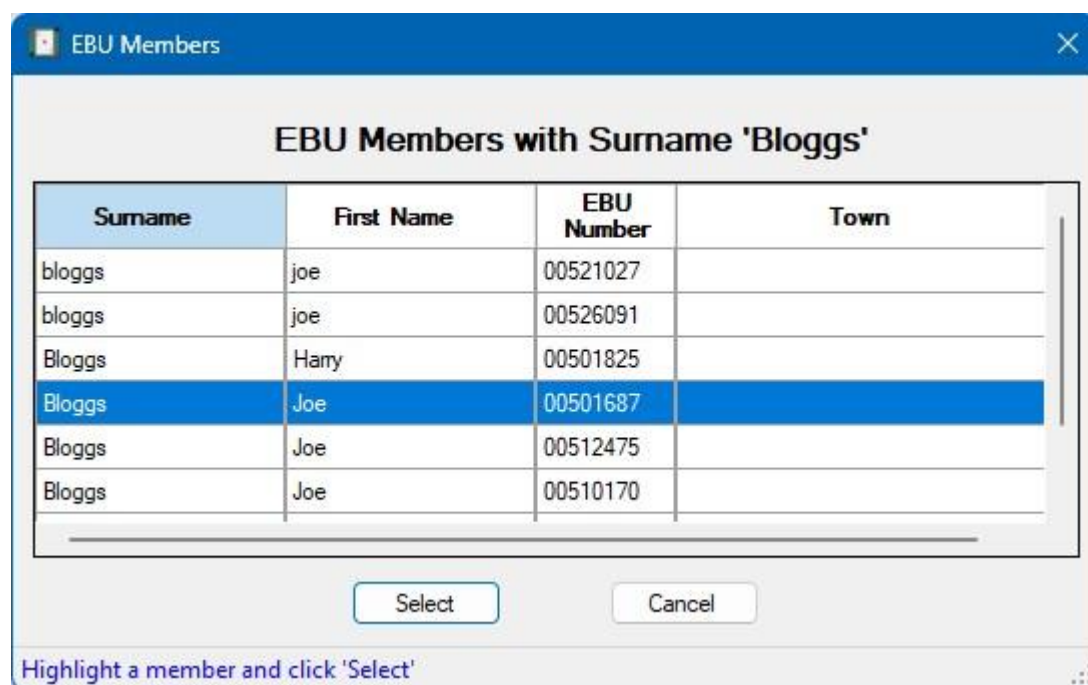 EBU Members
EBU Members with Surname 'Bloggs'
Surname First Name EBU Number Town
bloggs joe 00521027
bloggs joe 00526091
Bloggs Harry 00501825
Bloggs Joe 00501687
Bloggs Joe 00512475
Bloggs Joe 00510170
Select Cancel
Highlight a member and click 'Select'